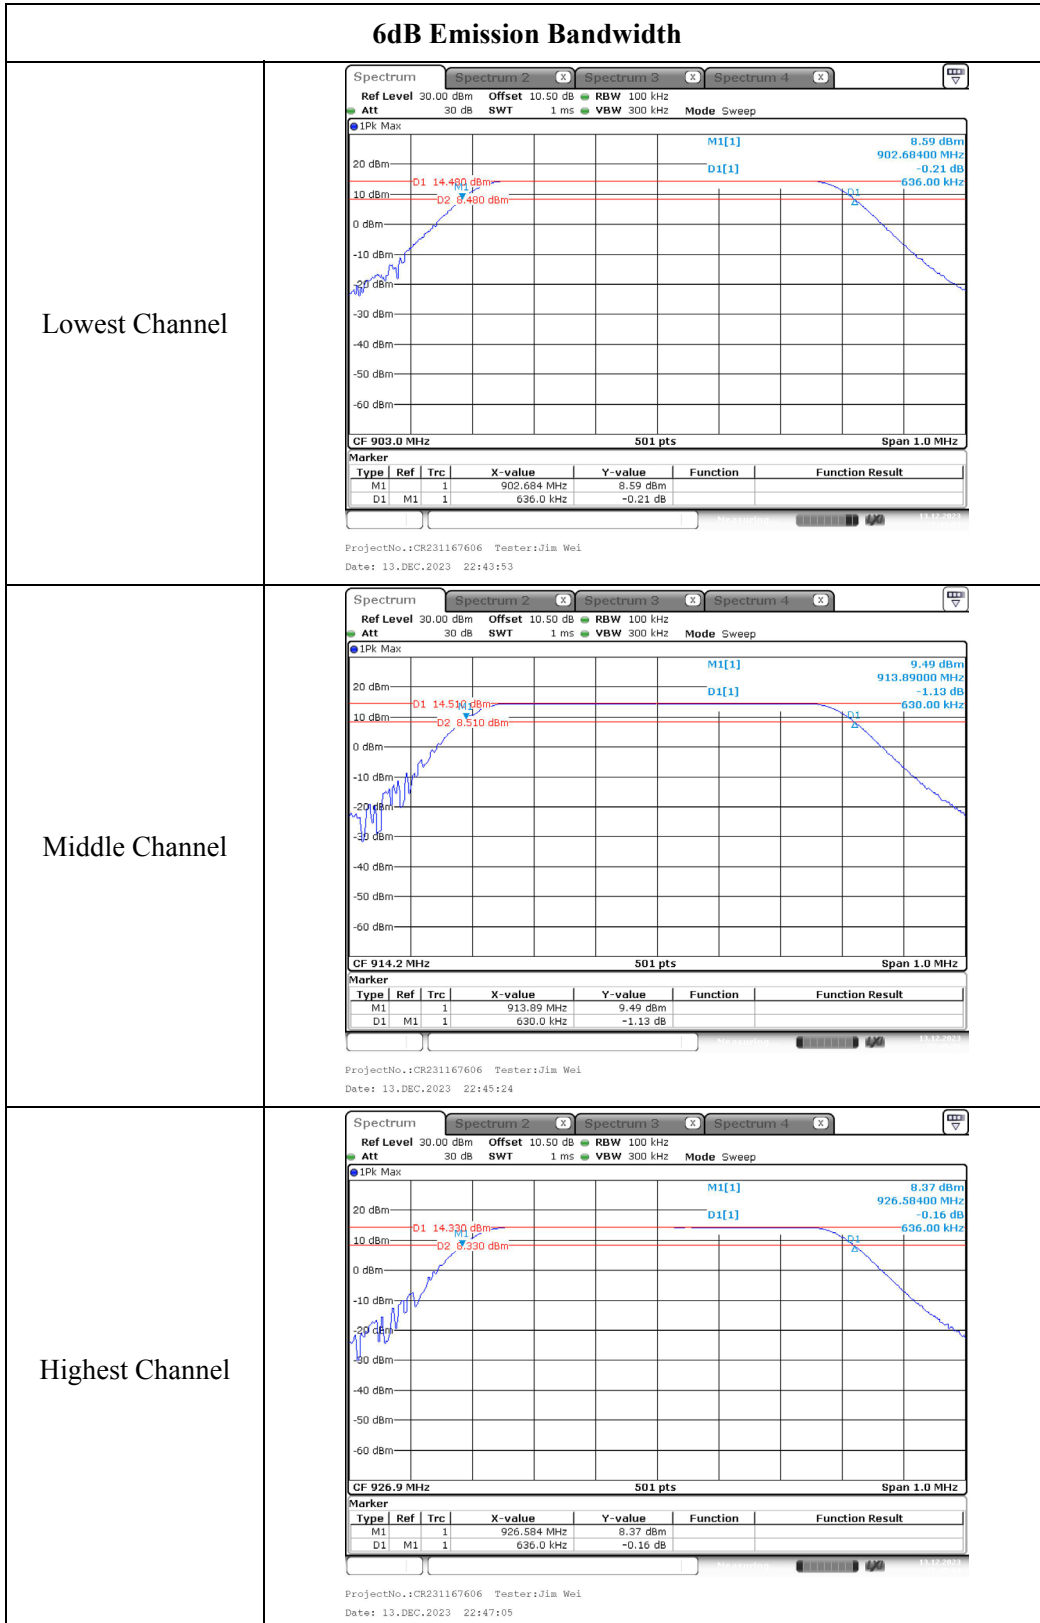 6dB Emission Bandwidth
Lowest Channel
Spectrum Spectrum 2 X Spectrum 3 X Spectrum 4 X
Ref Level 30.00 dBm Offset 10.50 dB RBW 100 kHz
Att 30 dB SWT 1 ms VBW 300 kHz Mode Sweep
1Pk Max
M1[1] 8.59 dBm
902.68400 MHz
20 dBm
D1[1] -0.21 dB
D1 14.480 dBm 636.00 kHz
M1 D1
10 dBm
D2 8.480 dBm
0 dBm
-10 dBm
-20 dBm
-30 dBm
-40 dBm
-50 dBm
-60 dBm
CF 903.0 MHz 501 pts Span 1.0 MHz
Marker
Type Ref Trc X-value Y-value Function Function Result
M1 1 902.684 MHz 8.59 dBm
D1 M1 1 636.0 kHz -0.21 dB
Measuring 13.12.2023
ProjectNo.:CR231167606 Tester:Jim Wei
Date: 13.DEC.2023 22:43:53
Middle Channel
Spectrum Spectrum 2 X Spectrum 3 X Spectrum 4 X
Ref Level 30.00 dBm Offset 10.50 dB RBW 100 kHz
Att 30 dB SWT 1 ms VBW 300 kHz Mode Sweep
1Pk Max
M1[1] 9.49 dBm
913.89000 MHz
20 dBm
D1[1] -1.13 dB
D1 14.510 dBm 630.00 kHz
M1 D1
10 dBm
D2 8.510 dBm
0 dBm
-10 dBm
-20 dBm
-30 dBm
-40 dBm
-50 dBm
-60 dBm
CF 914.2 MHz 501 pts Span 1.0 MHz
Marker
Type Ref Trc X-value Y-value Function Function Result
M1 1 913.89 MHz 9.49 dBm
D1 M1 1 630.0 kHz -1.13 dB
Measuring 13.12.2023
ProjectNo.:CR231167606 Tester:Jim Wei
Date: 13.DEC.2023 22:45:24
Highest Channel
Spectrum Spectrum 2 X Spectrum 3 X Spectrum 4 X
Ref Level 30.00 dBm Offset 10.50 dB RBW 100 kHz
Att 30 dB SWT 1 ms VBW 300 kHz Mode Sweep
1Pk Max
M1[1] 8.37 dBm
926.58400 MHz
20 dBm
D1[1] -0.16 dB
D1 14.330 dBm 636.00 kHz
M1 D1
10 dBm
D2 8.330 dBm
0 dBm
-10 dBm
-20 dBm
-30 dBm
-40 dBm
-50 dBm
-60 dBm
CF 926.9 MHz 501 pts Span 1.0 MHz
Marker
Type Ref Trc X-value Y-value Function Function Result
M1 1 926.584 MHz 8.37 dBm
D1 M1 1 636.0 kHz -0.16 dB
Measuring 13.12.2023
ProjectNo.:CR231167606 Tester:Jim Wei
Date: 13.DEC.2023 22:47:05